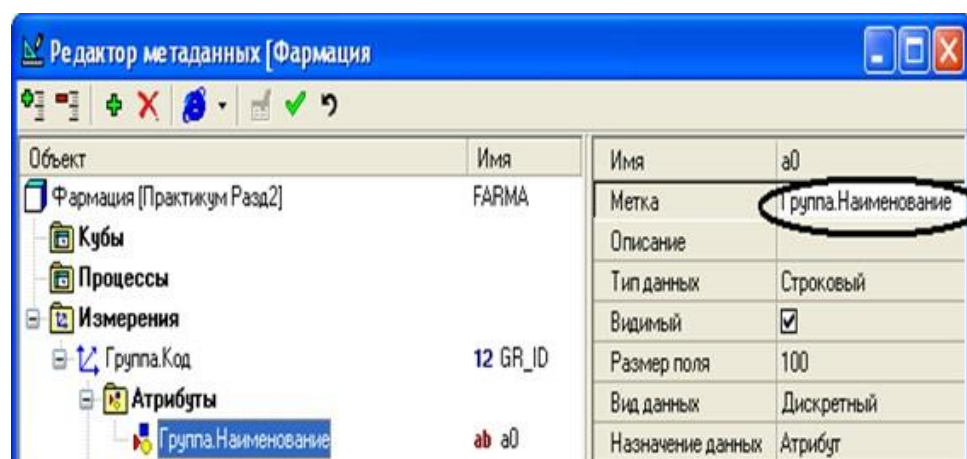 Редактор метаданных [Фармация
Объект Имя
Фармация [Практикум Разд2] FARMA
Кубы
Процессы
Измерения
Группа.Код 12 GR_ID
Атрибуты
Группа.Наименование ab a0
Имя a0
Метка Группа.Наименование
Описание
Тип данных Строковый
Видимый
Размер поля 100
Вид данных Дискретный
Назначение данных Атрибут